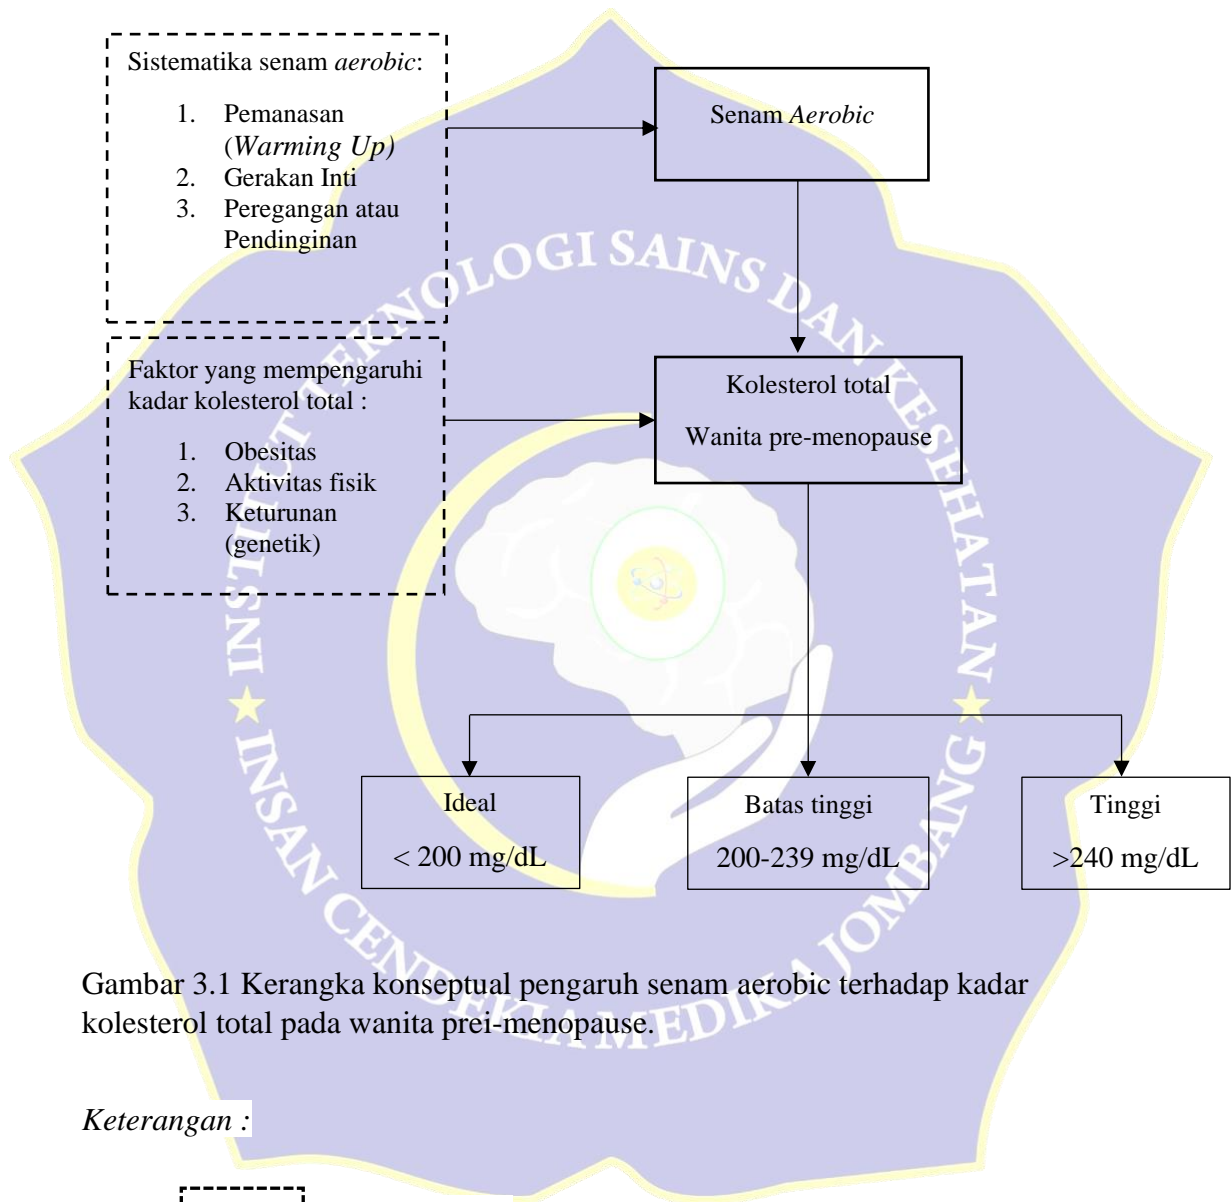 Sistematika senam aerobic:
1. Pemanasan
(Warming Up)
2. Gerakan Inti
3. Peregangan atau
Pendinginan
Senam Aerobic
Faktor yang mempengaruhi
kadar kolesterol total :
1. Obesitas
2. Aktivitas fisik
3. Keturunan
(genetik)
Kolesterol total
Wanita pre-menopause
Ideal
< 200 mg/dL
Batas tinggi
200-239 mg/dL
Tinggi
>240 mg/dL
Gambar 3.1 Kerangka konseptual pengaruh senam aerobic terhadap kadar
kolesterol total pada wanita prei-menopause.
Keterangan :
INSTITUT TEKNOLOGI SAINS DAN KESEHATAN
INSAN CENDEKIA MEDIKA JOMBANG